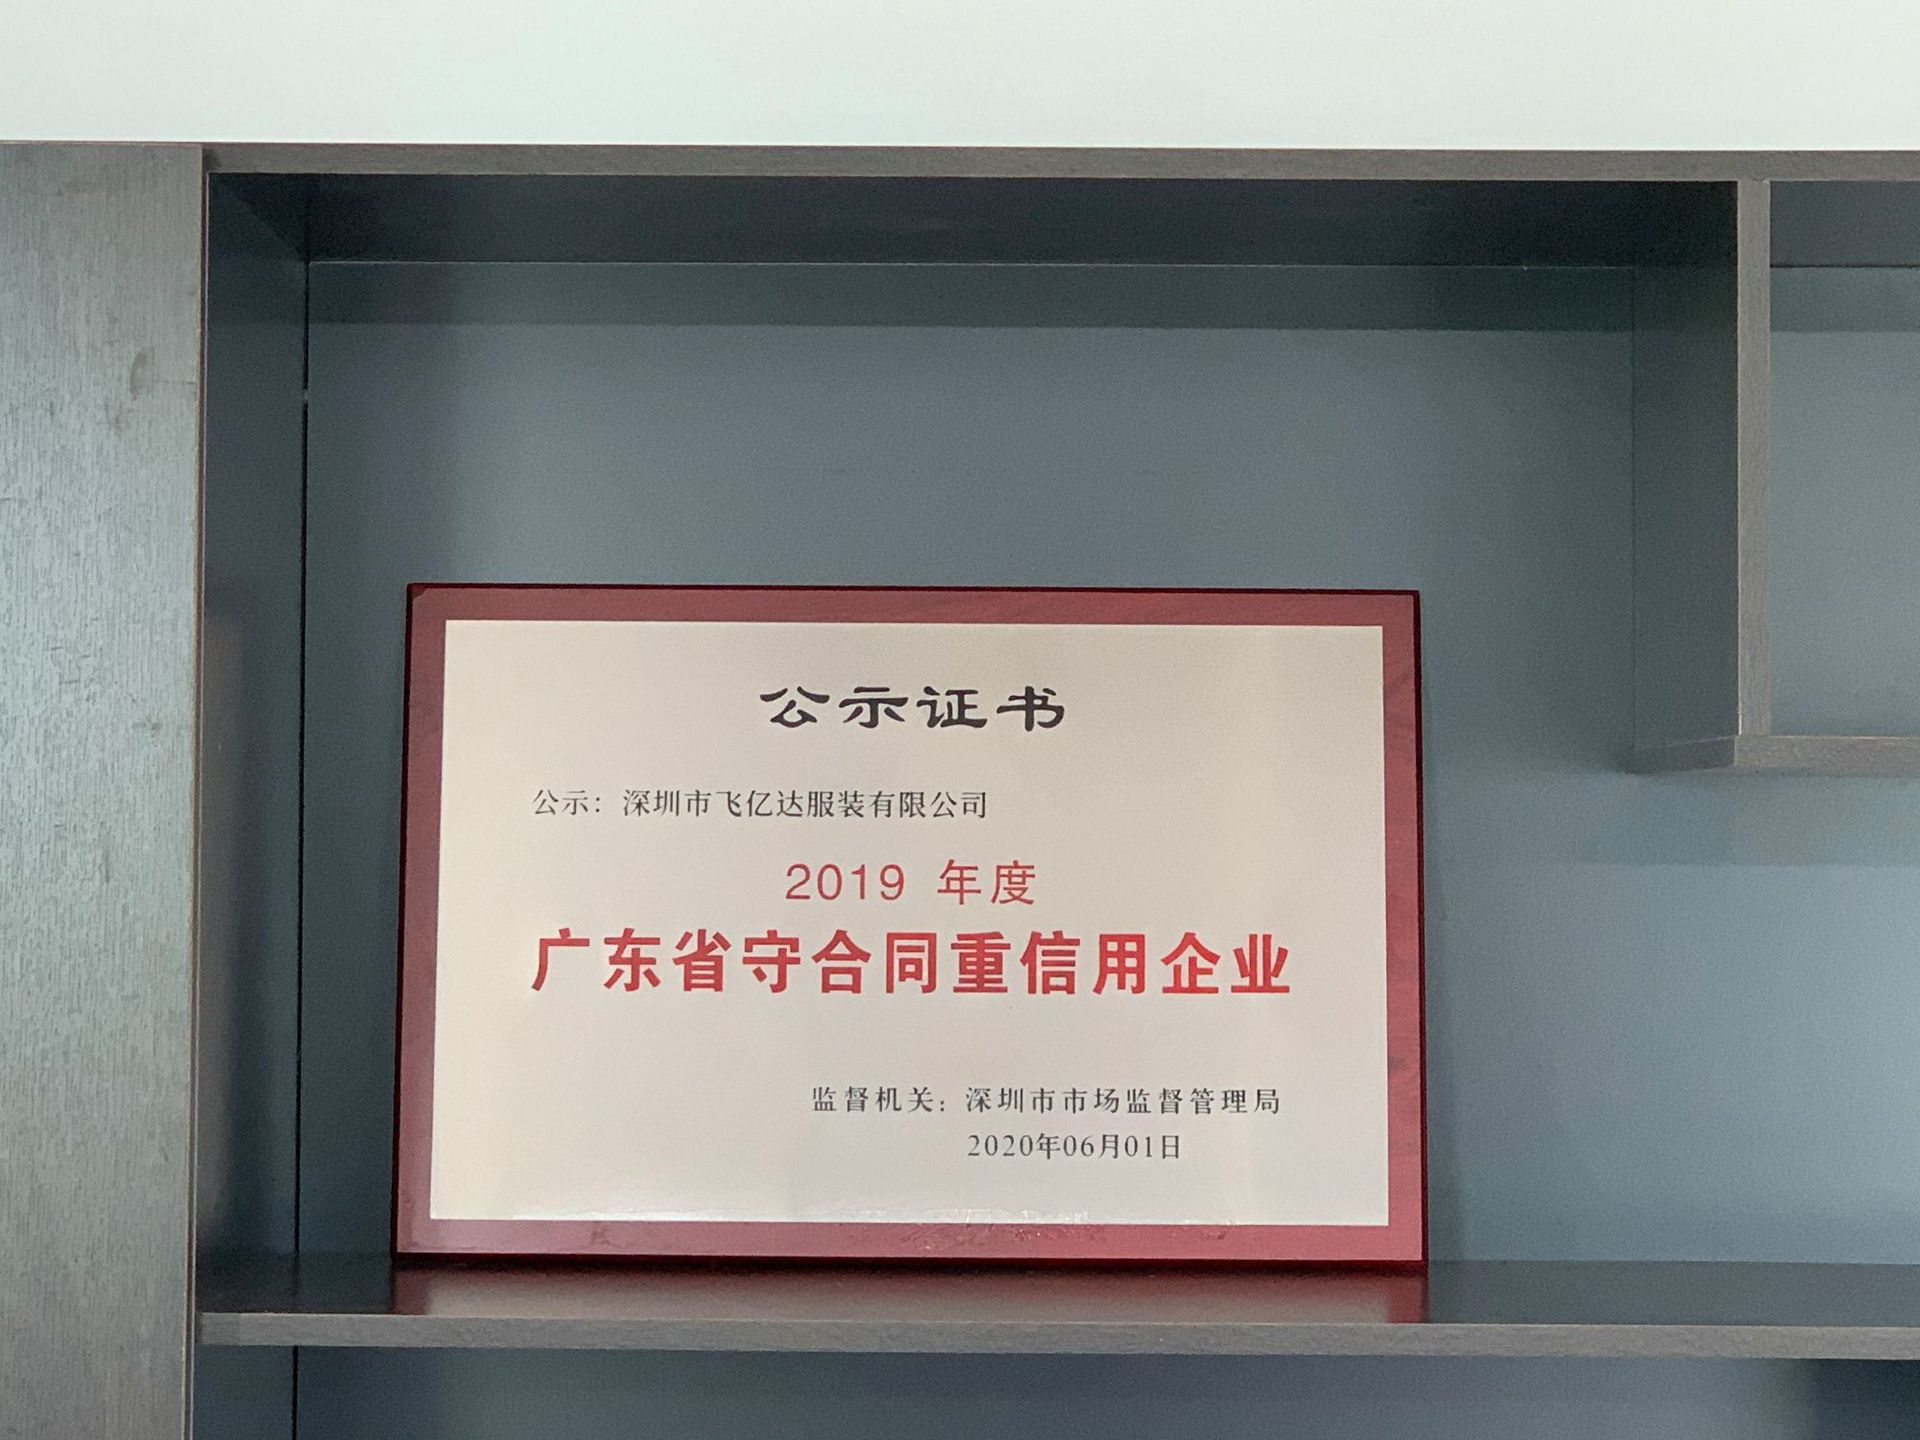 公示证书
公示：深圳市飞亿达服装有限公司
2019 年度
广东省守合同重信用企业
监督机关：深圳市市场监督管理局
2020年06月01日